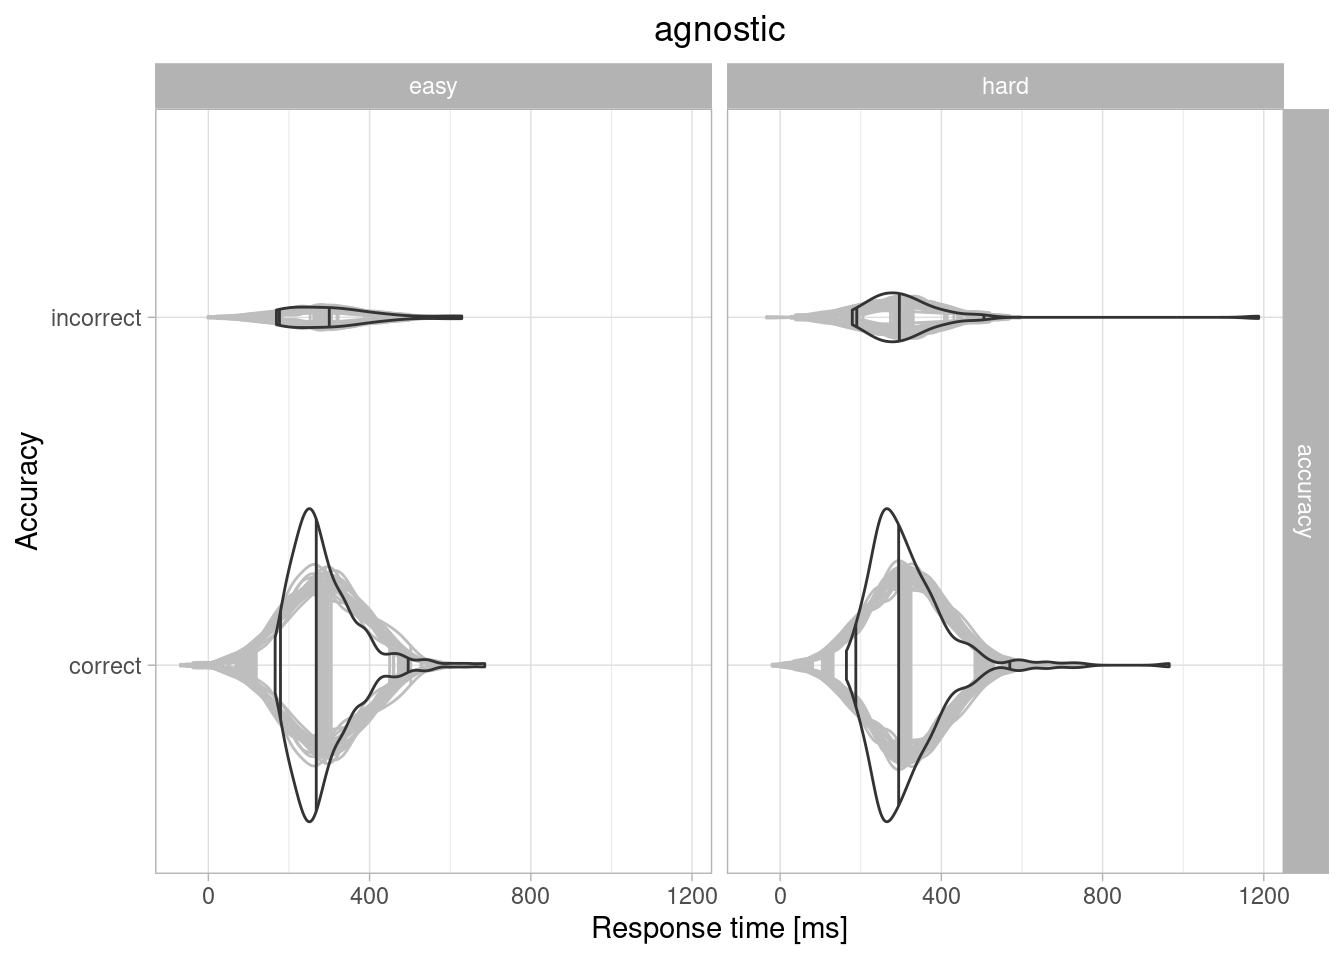 agnostic
easy
hard
incorrect
correct
Accuracy
accuracy
0
400
800
1200
0
400
800
1200
Response time [ms]